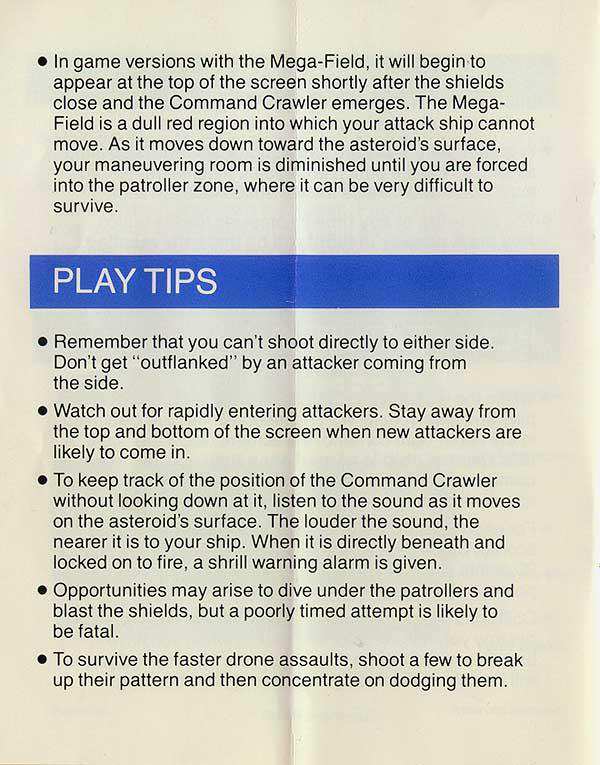 • In game versions with the Mega-Field, it will begin to
appear at the top of the screen shortly after the shields
close and the Command Crawler emerges. The Mega-
Field is a dull red region into which your attack ship cannot
move. As it moves down toward the asteroid's surface,
your maneuvering room is diminished until you are forced
into the patroller zone, where it can be very difficult to
survive.
PLAY TIPS
• Remember that you can't shoot directly to either side.
Don't get "outflanked" by an attacker coming from
the side.
• Watch out for rapidly entering attackers. Stay away from
the top and bottom of the screen when new attackers are
likely to come in.
• To keep track of the position of the Command Crawler
without looking down at it, listen to the sound as it moves
on the asteroid's surface. The louder the sound, the
nearer it is to your ship. When it is directly beneath and
locked on to fire, a shrill warning alarm is given.
• Opportunities may arise to dive under the patrollers and
blast the shields, but a poorly timed attempt is likely to
be fatal.
• To survive the faster drone assaults, shoot a few to break
up their pattern and then concentrate on dodging them.